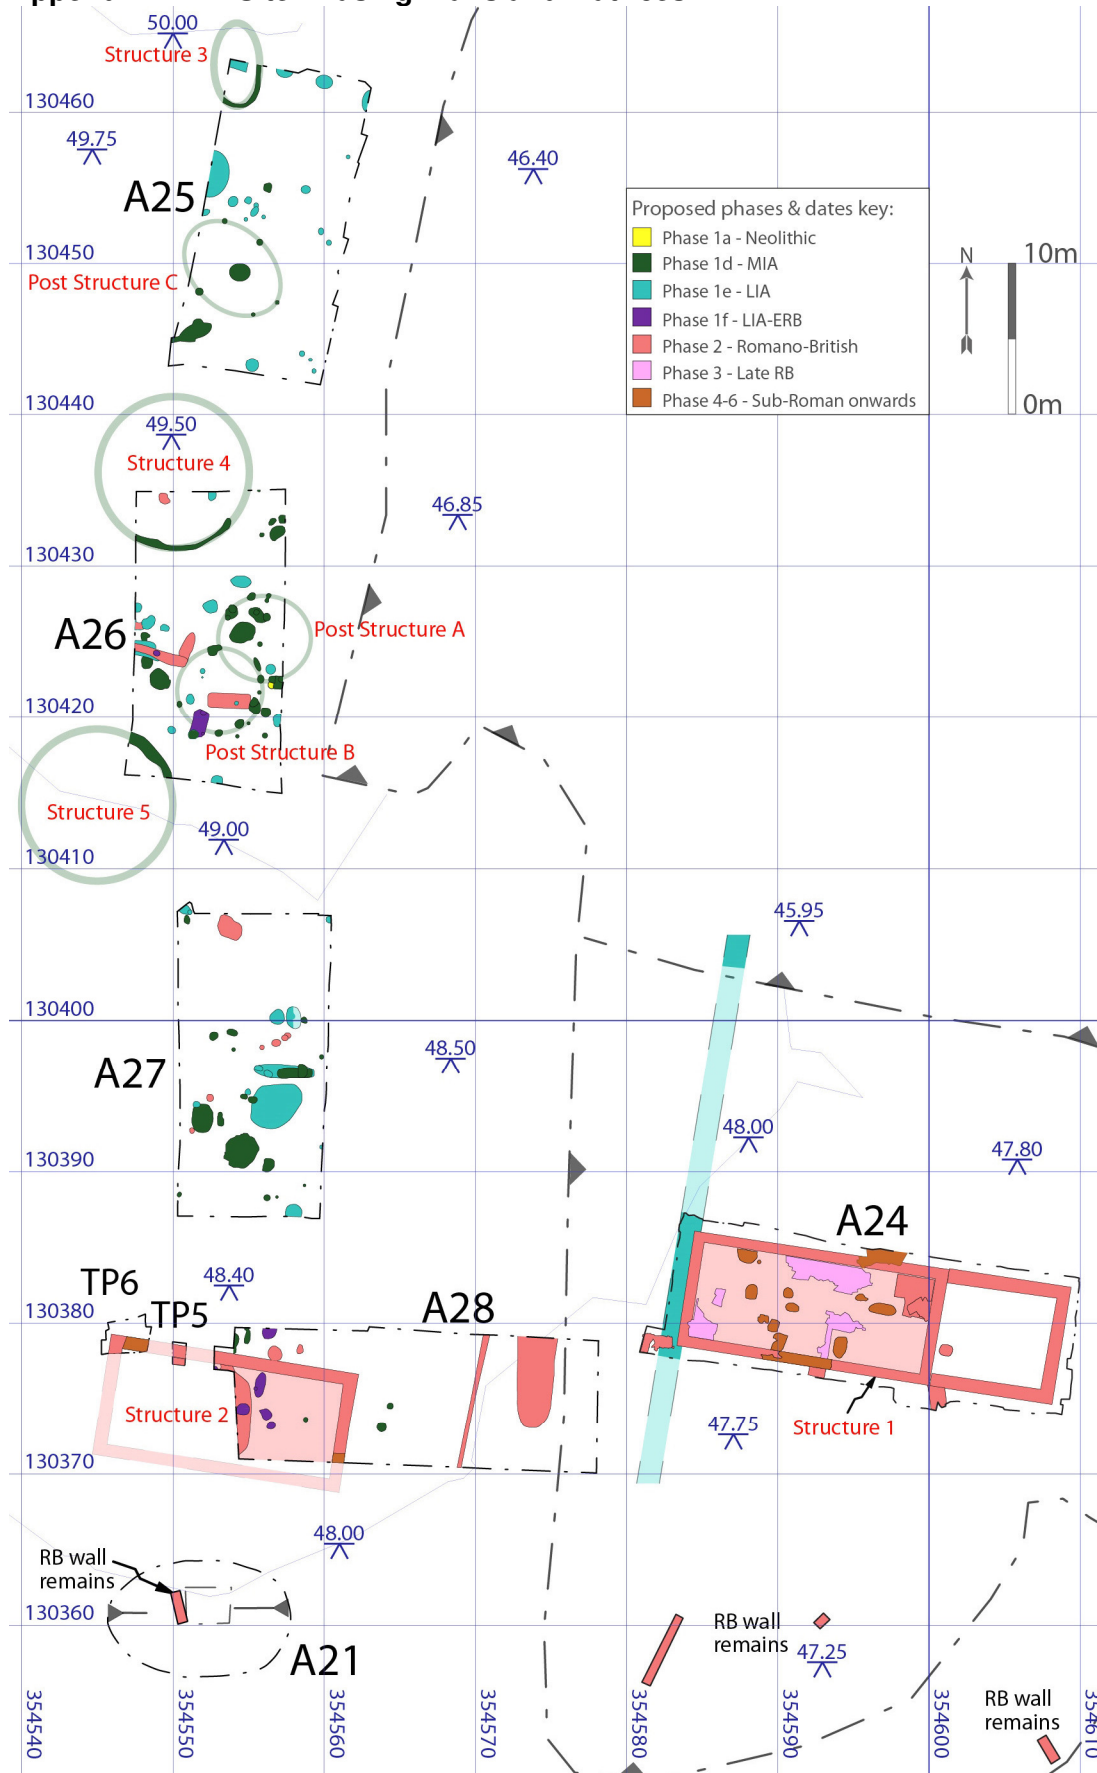 50.00
Structure 3
130460
49.75
46.40
A25
Proposed phases & dates key:
Phase 1a - Neolithic
Phase 1d - MIA
Phase 1e - LIA
Phase 1f - LIA-ERB
Phase 2 - Romano-British
Phase 3 - Late RB
Phase 4-6 - Sub-Roman onwards
N
10m
0m
130450
Post Structure C
130440
49.50
Structure 4
46.85
130430
A26
Post Structure A
130420
Post Structure B
Structure 5
49.00
130410
45.95
130400
A27
48.50
48.00
47.80
130390
A24
TP6
48.40
TP5
A28
130380
Structure 2
47.75
Structure 1
130370
48.00
RB wall
remains
130360
A21
RB wall
remains
47.25
RB wall
remains
354540
354550
354560
354570
354580
354590
354600
354610